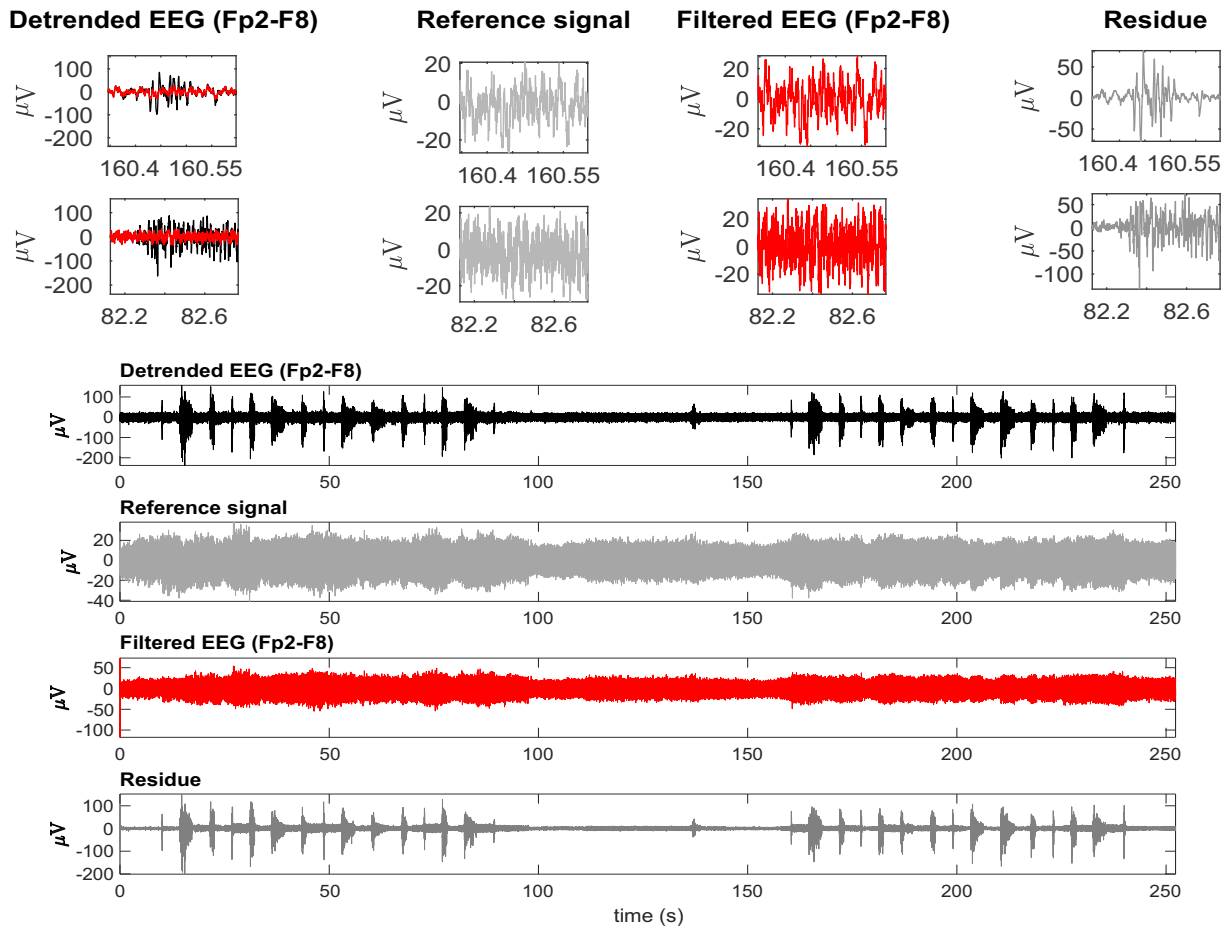 Detrended EEG (Fp2-F8) Reference signal Filtered EEG (Fp2-F8) Residue
100
0
-100
-200
μV
160.4 160.55
20
0
-20
μV
160.4 160.55
20
0
-20
μV
160.4 160.55
50
0
-50
μV
160.4 160.55
100
0
-100
-200
μV
82.2 82.6
20
0
-20
μV
82.2 82.6
20
0
-20
μV
82.2 82.6
50
0
-50
-100
μV
82.2 82.6
Detrended EEG (Fp2-F8)
100
0
-100
-200
μV
0 50 100 150 200 250
Reference signal
20
0
-20
-40
μV
0 50 100 150 200 250
Filtered EEG (Fp2-F8)
50
0
-50
-100
μV
0 50 100 150 200 250
Residue
100
0
-100
-200
μV
0 50 100 150 200 250
time (s)